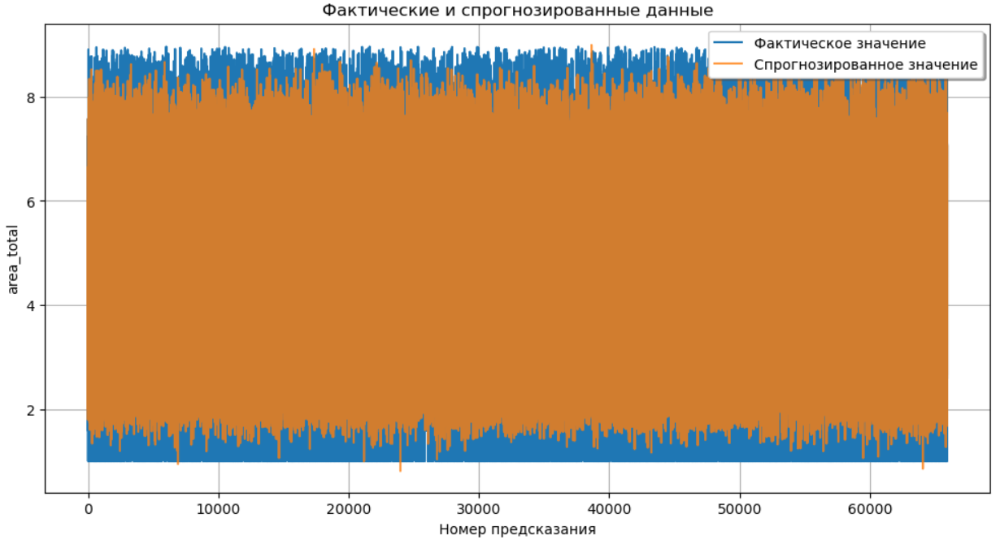 Фактические и спрогнозированные данные
Фактическое значение
Спрогнозированное значение
area_total
8
6
4
2
0 10000 20000 30000 40000 50000 60000
Номер предсказания